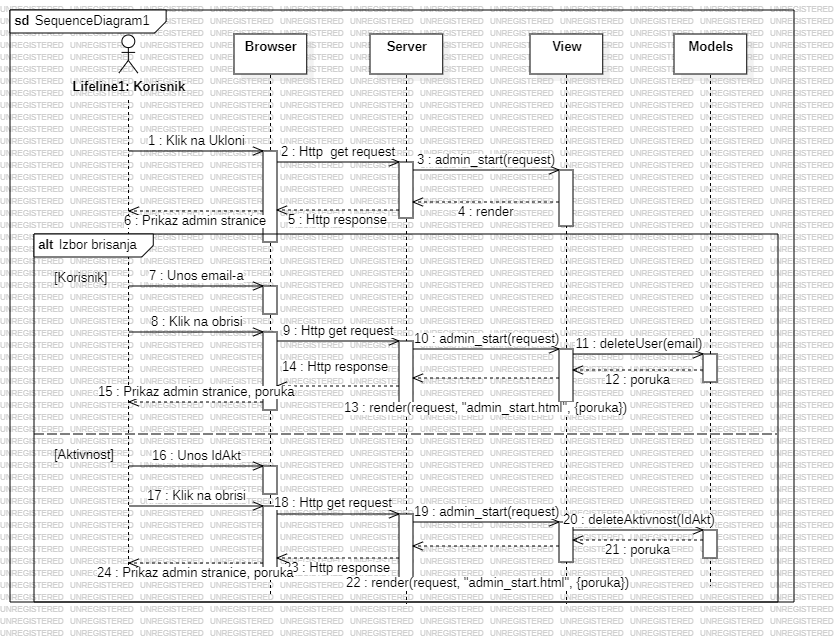 sd SequenceDiagram1
Lifeline1: Korisnik
Browser
Server
View
Models
1 : Klik na Ukloni
2 : Http get request
3 : admin_start(request)
4 : render
5 : Http response
6 : Prikaz admin stranice
alt Izbor brisanja
[Korisnik]
7 : Unos email-a
8 : Klik na obrisi
9 : Http get request
10 : admin_start(request)
11 : deleteUser(email)
12 : poruka
14 : Http response
15 : Prikaz admin stranice, poruka
13 : render(request, "admin_start.html", {poruka})
[Aktivnost]
16 : Unos IdAkt
17 : Klik na obrisi
18 : Http get request
19 : admin_start(request)
20 : deleteAktivnost(IdAkt)
21 : poruka
3 : Http response
24 : Prikaz admin stranice, poruka
22 : render(request, "admin_start.html", {poruka})
UNREGISTERED